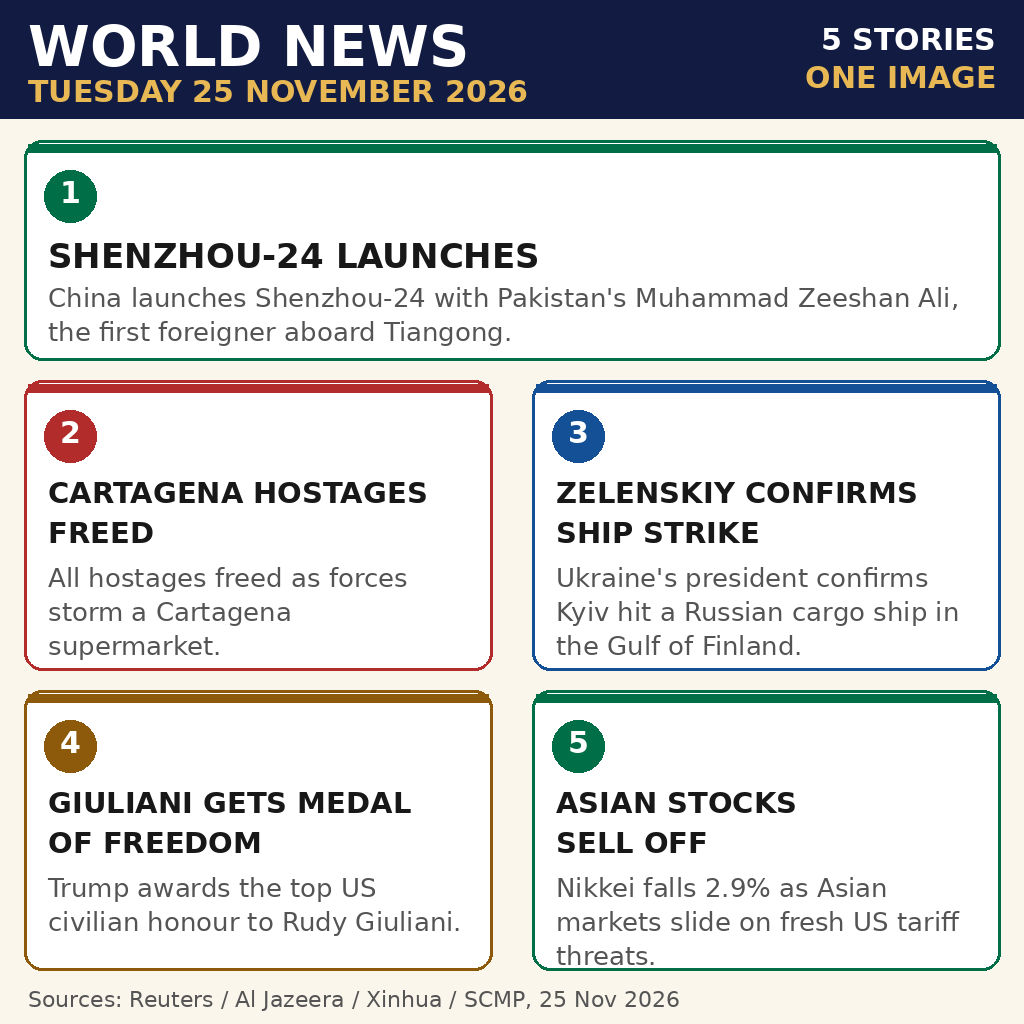 WORLD NEWS
TUESDAY 25 NOVEMBER 2026
5 STORIES
ONE IMAGE
1
SHENZHOU-24 LAUNCHES
China launches Shenzhou-24 with Pakistan's Muhammad Zeeshan Ali,
the first foreigner aboard Tiangong.
2
CARTAGENA HOSTAGES
FREED
All hostages freed as forces
storm a Cartagena
supermarket.
3
ZELENSKIY CONFIRMS
SHIP STRIKE
Ukraine's president confirms
Kyiv hit a Russian cargo ship in
the Gulf of Finland.
4
GIULIANI GETS MEDAL
OF FREEDOM
Trump awards the top US
civilian honour to Rudy Giuliani.
5
ASIAN STOCKS
SELL OFF
Nikkei falls 2.9% as Asian
markets slide on fresh US tariff
threats.
Sources: Reuters / Al Jazeera / Xinhua / SCMP, 25 Nov 2026